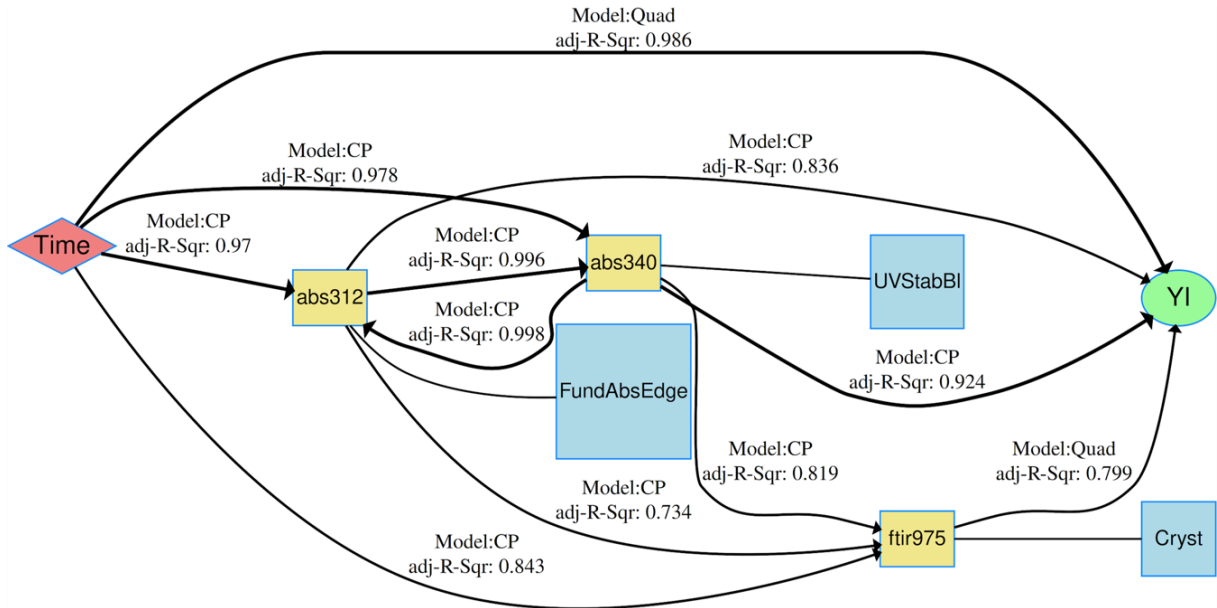 Model:Quad
adj-R-Sqr: 0.986
Model:CP
adj-R-Sqr: 0.836
Model:CP
adj-R-Sqr: 0.978
Model:CP
adj-R-Sqr: 0.97
Time
Model:CP
adj-R-Sqr: 0.996
abs340
UVStabBl
abs312
YI
Model:CP
adj-R-Sqr: 0.998
Model:CP
adj-R-Sqr: 0.924
FundAbsEdge
Model:CP
adj-R-Sqr: 0.819
Model:Quad
adj-R-Sqr: 0.799
Model:CP
adj-R-Sqr: 0.734
ftir975
Cryst
Model:CP
adj-R-Sqr: 0.843